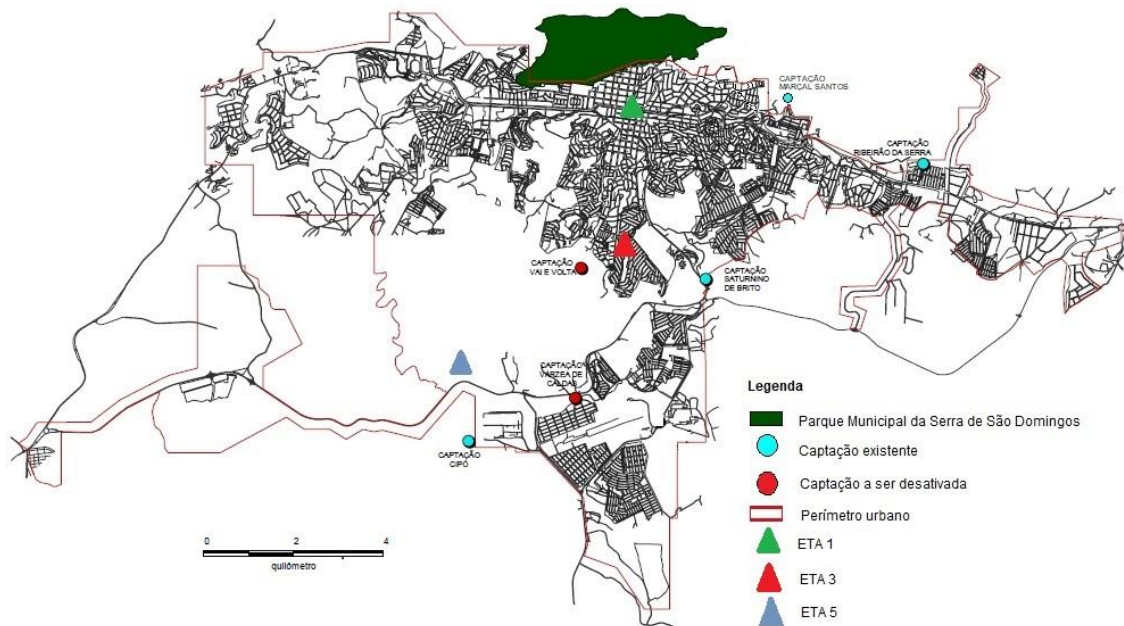 CAPTAÇÃO
MARÇAL SANTOS
CAPTAÇÃO
RIBEIRÃO DA SERRA
CAPTAÇÃO
VAI E VOLTA
CAPTAÇÃO
SATURNINO
DE BRITO
CAPTAÇÃO
VARZEA DE
CALDAS
CAPTAÇÃO
CIPÓ
0 2 4
quilómetro
Legenda
Parque Municipal da Serra de São Domingos
Captação existente
Captação a ser desativada
Perímetro urbano
ETA 1
ETA 3
ETA 5